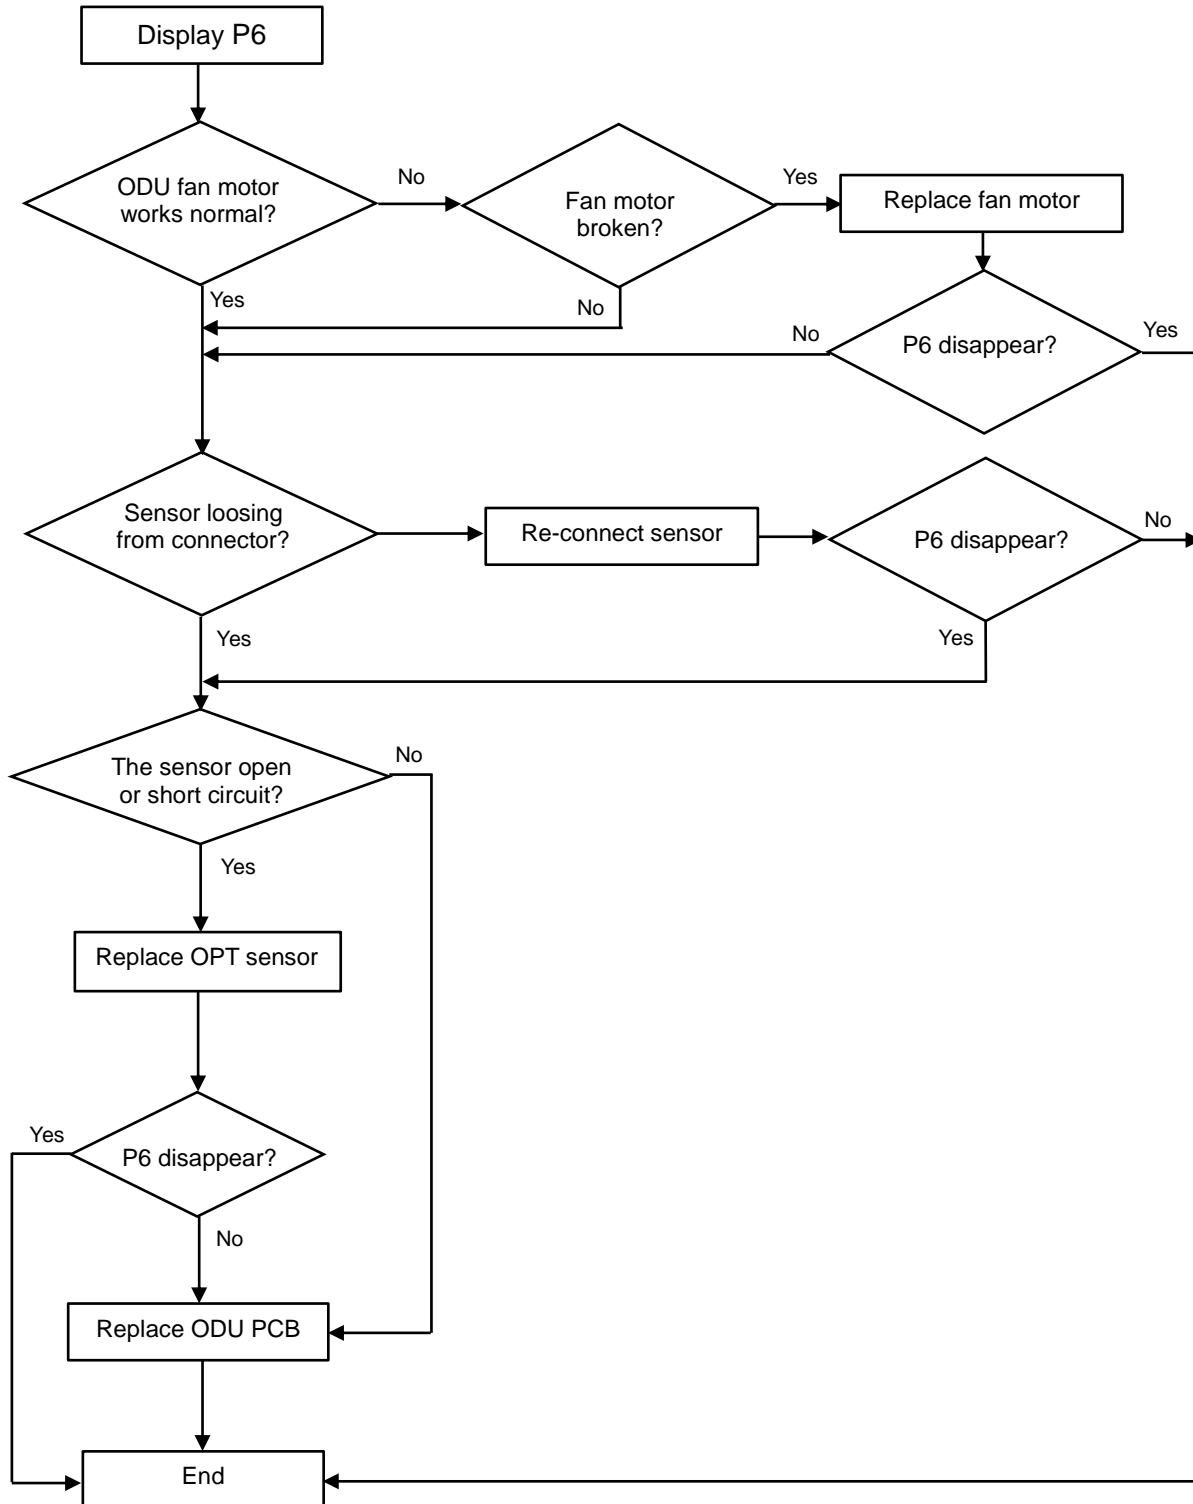 Display P6
ODU fan motor
works normal?
No
Fan motor
broken?
Yes
Replace fan motor
Yes
No
No
P6 disappear?
Yes
Sensor loosing
from connector?
Re-connect sensor
P6 disappear?
No
Yes
Yes
The sensor open
or short circuit?
No
Yes
Replace OPT sensor
Yes
P6 disappear?
No
Replace ODU PCB
End